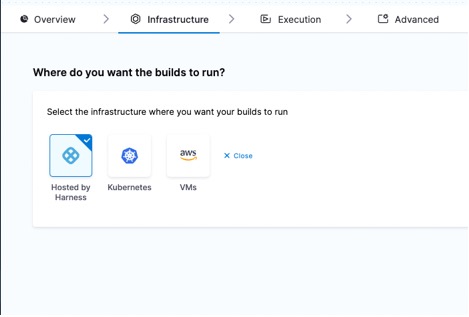 Overview
Infrastructure
Execution
Advanced
Where do you want the builds to run?
Select the infrastructure where you want your builds to run
aws
Close
Hosted by
Harness
Kubernetes
VMs